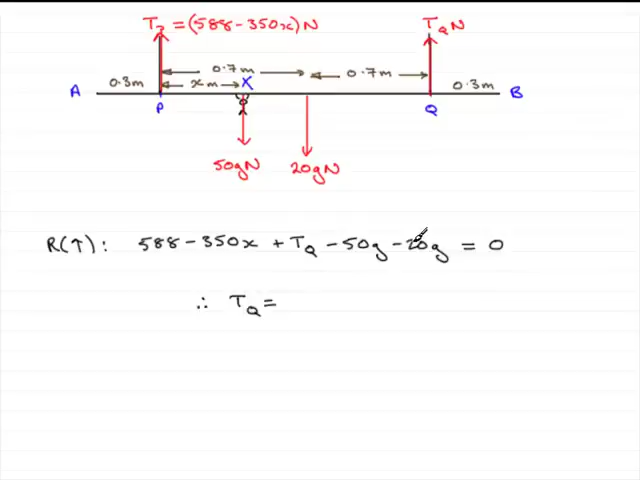 T_P = (588-350x)N
T_Q N
0.7m
0.7m
A 0.3m x m X 0.3m B
P Q
50gN 20gN
R(↑): 588-350x + T_Q - 50g - 20g = 0
∴ T_Q =